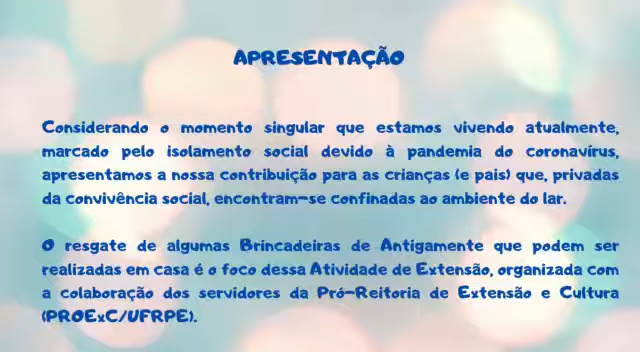 APRESENTAÇÃO
Considerando o momento singular que estamos vivendo atualmente,
marcado pelo isolamento social devido à pandemia do coronavírus,
apresentamos a nossa contribuição para as crianças (e pais) que, privadas
da convivência social, encontram-se confinadas ao ambiente do lar.
O resgate de algumas Brincadeiras de Antigamente que podem ser
realizadas em casa é o foco dessa Atividade de Extensão, organizada com
a colaboração dos servidores da Pró-Reitoria de Extensão e Cultura
(PROExC/UFRPE).